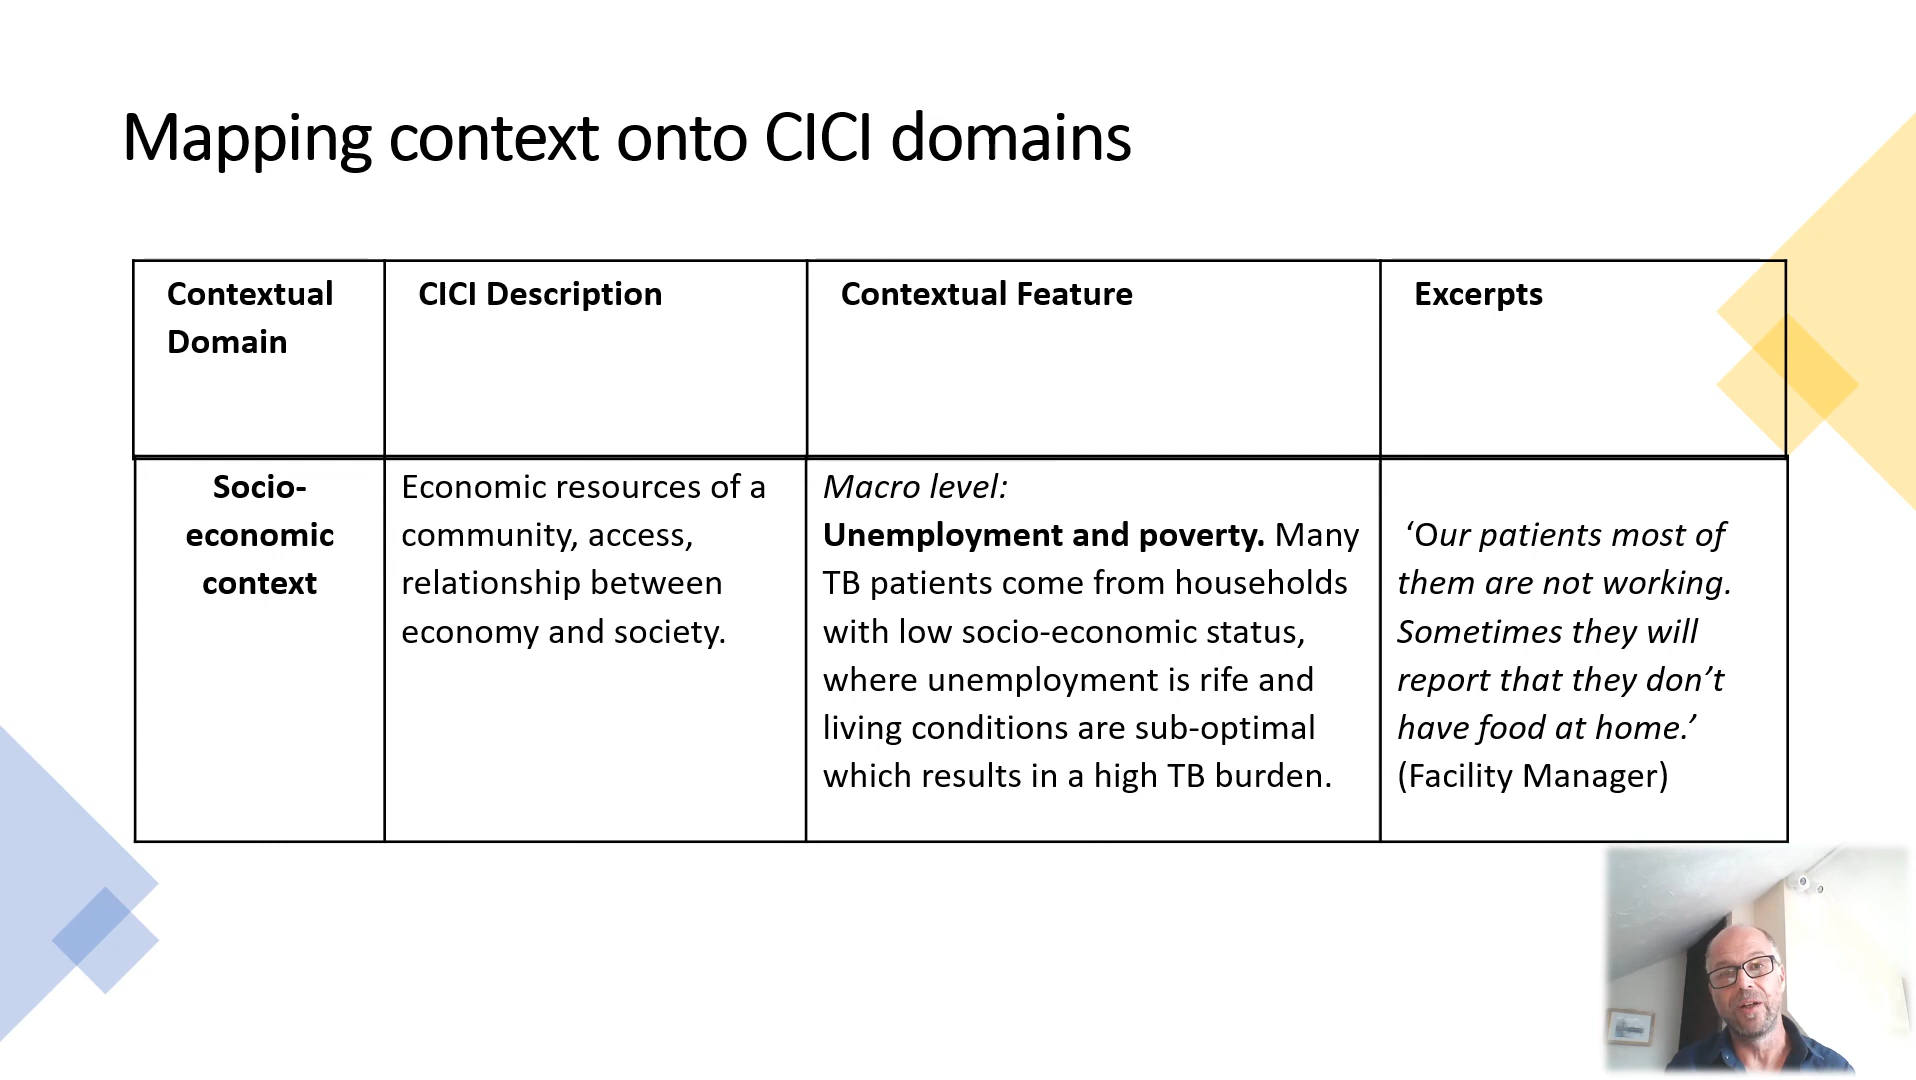 Mapping context onto CICI domains
Contextual
Domain
CICI Description
Contextual Feature
Excerpts
Socio-
economic
context
Economic resources of a
community, access,
relationship between
economy and society.
Macro level:
Unemployment and poverty. Many
TB patients come from households
with low socio-economic status,
where unemployment is rife and
living conditions are sub-optimal
which results in a high TB burden.
‘Our patients most of
them are not working.
Sometimes they will
report that they don’t
have food at home.’
(Facility Manager)